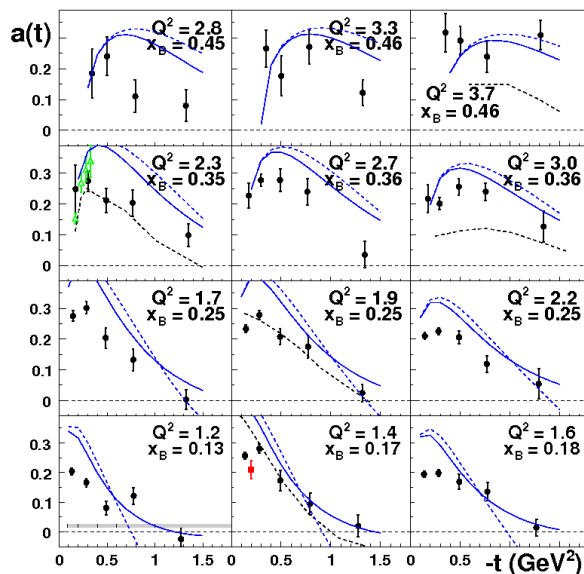 a(t)
Q² = 2.8
x_B = 0.45
Q² = 3.3
x_B = 0.46
Q² = 3.7
x_B = 0.46
0.3
0.2
0.1
0
Q² = 2.3
x_B = 0.35
Q² = 2.7
x_B = 0.36
Q² = 3.0
x_B = 0.36
0.3
0.2
0.1
0
Q² = 1.7
x_B = 0.25
Q² = 1.9
x_B = 0.25
Q² = 2.2
x_B = 0.25
0.3
0.2
0.1
0
Q² = 1.2
x_B = 0.13
Q² = 1.4
x_B = 0.17
Q² = 1.6
x_B = 0.18
0.3
0.2
0.1
0
0 0.5 1 1.5 0.5 1 1.5 0.5 1 1.5
-t (GeV²)